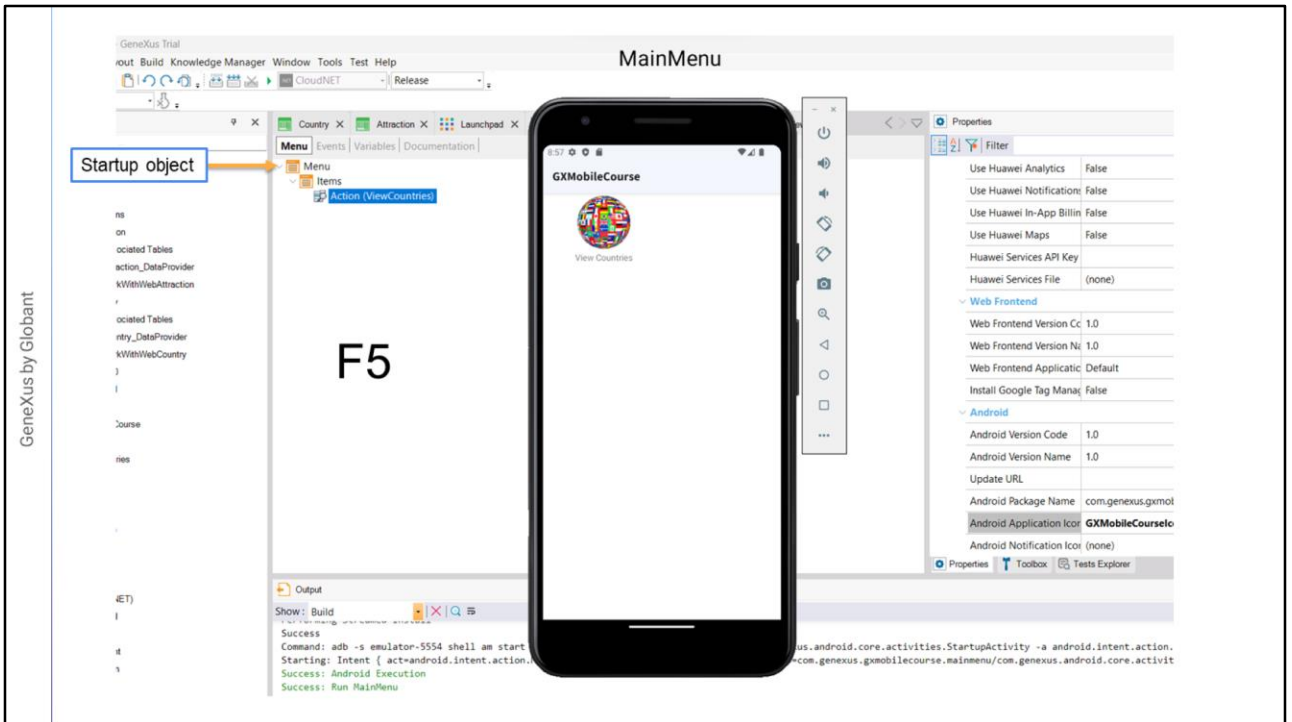 GeneXus by Globant
GeneXus Trial
MainMenu
yout Build Knowledge Manager Window Tools Test Help
CloudNET Release
Country Attraction Launchpad
Menu Events Variables Documentation
Startup object
Menu
Items
Action (ViewCountries)
ns
on
ociated Tables
action_DataProvider
kWithWebAttraction
ociated Tables
ntry_DataProvider
kWithWebCountry
Course
ries
NET)
F5
8:57
GXMobileCourse
View Countries
Properties
Filter
Use Huawei Analytics False
Use Huawei Notifications False
Use Huawei In-App Billin False
Use Huawei Maps False
Huawei Services API Key
Huawei Services File (none)
Web Frontend
Web Frontend Version Cc 1.0
Web Frontend Version Na 1.0
Web Frontend Applicatic Default
Install Google Tag Manag False
Android
Android Version Code 1.0
Android Version Name 1.0
Update URL
Android Package Name com.genexus.gxmobi
Android Application Icor GXMobileCourseIc
Android Notification Icor (none)
Properties Toolbox Tests Explorer
Output
Show: Build
Success
Command: adb -s emulator-5554 shell am start us.android.core.activities.StartupActivity -a android.intent.action.
Starting: Intent { act=android.intent.action. =com.genexus.gxmobilecourse.mainmenu/com.genexus.android.core.activit
Success: Android Execution
Success: Run MainMenu